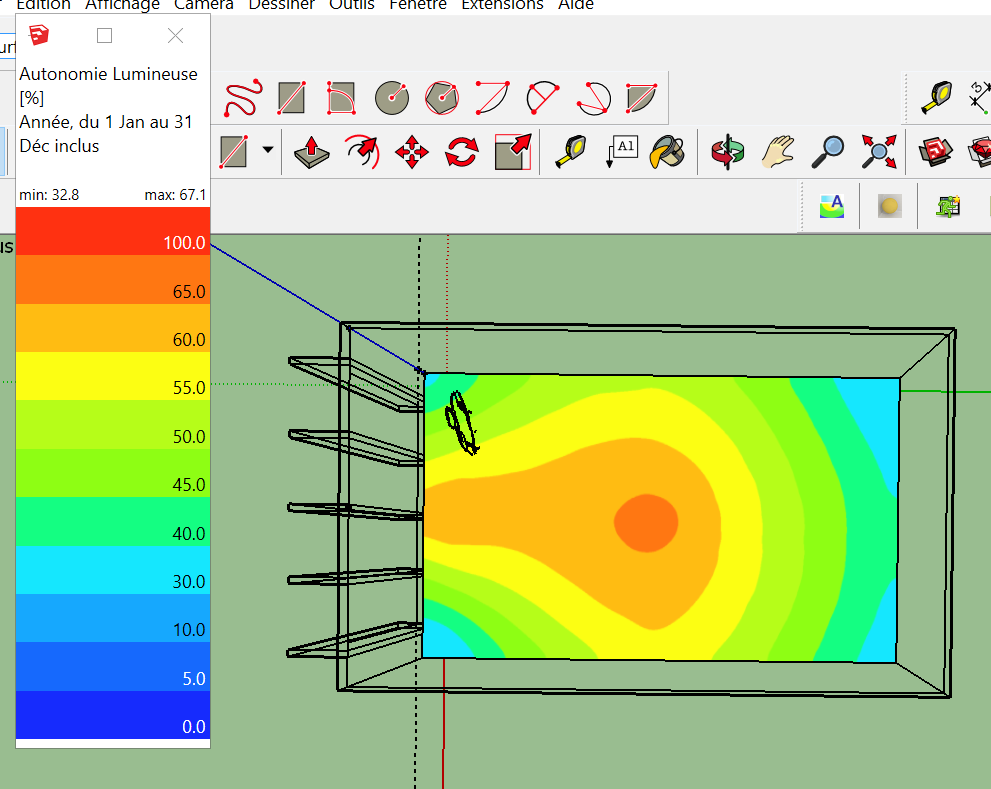 Edition Affichage Caméra Dessiner Outils Fenêtre Extensions Aide
Autonomie Lumineuse
[%]
Année, du 1 Jan au 31
Déc inclus
min: 32.8 max: 67.1
100.0
65.0
60.0
55.0
50.0
45.0
40.0
30.0
10.0
5.0
0.0
A1
3
A
us